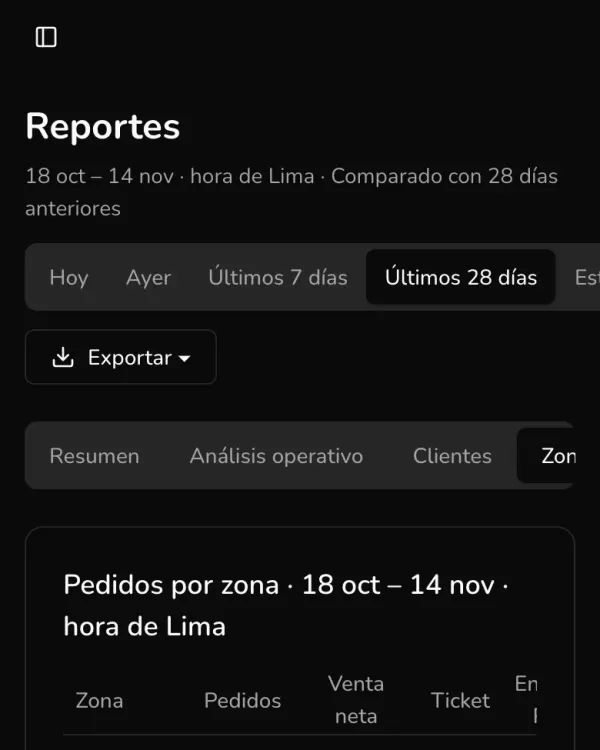 Reportes
18 oct – 14 nov · hora de Lima · Comparado con 28 días
anteriores
Hoy Ayer Últimos 7 días Últimos 28 días
Exportar
Resumen Análisis operativo Clientes
Pedidos por zona · 18 oct – 14 nov ·
hora de Lima
Zona Pedidos Venta neta Ticket